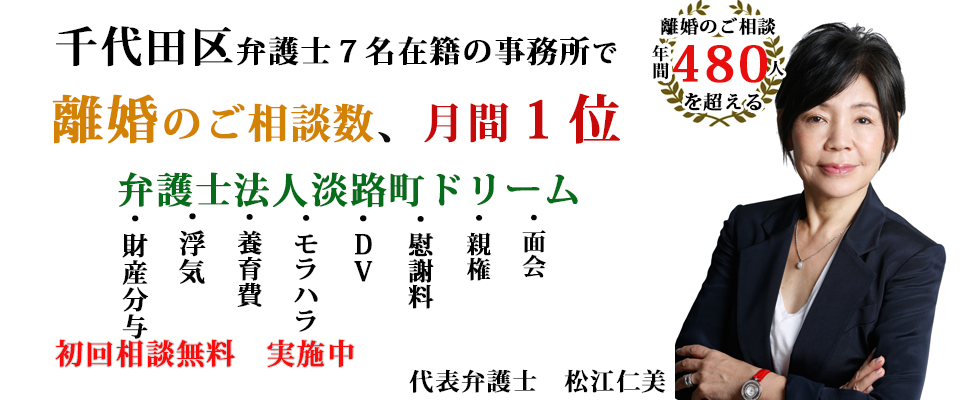 千代田区弁護士７名在籍の事務所で
離婚のご相談数、月間１位
弁護士法人淡路町ドリーム
・財産分与
・浮気
・養育費
・モラハラ
・DV
・慰謝料
・親権
・面会
初回相談無料　実施中
代表弁護士　松江仁美
離婚のご相談
年間480人
を超える